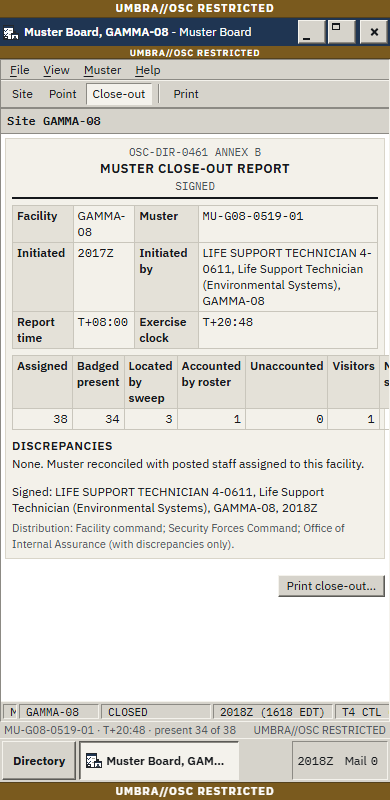 UMBRA//OSC RESTRICTED
Muster Board, GAMMA-08 - Muster Board
UMBRA//OSC RESTRICTED
File View Muster Help
Site Point Close-out Print
Site GAMMA-08
OSC-DIR-0461 ANNEX B
MUSTER CLOSE-OUT REPORT
SIGNED
Facility GAMMA-08 Muster MU-G08-0519-01
Initiated 2017Z Initiated by LIFE SUPPORT TECHNICIAN 4-0611, Life Support Technician (Environmental Systems), GAMMA-08
Report time T+08:00 Exercise clock T+20:48
Assigned Badged present Located by sweep Accounted by roster Unaccounted Visitors
38 34 3 1 0 1
DISCREPANCIES
None. Muster reconciled with posted staff assigned to this facility.
Signed: LIFE SUPPORT TECHNICIAN 4-0611, Life Support
Technician (Environmental Systems), GAMMA-08, 2018Z
Distribution: Facility command; Security Forces Command; Office of
Internal Assurance (with discrepancies only).
Print close-out...
GAMMA-08 CLOSED 2018Z (1618 EDT) T4 CTL
MU-G08-0519-01 · T+20:48 · present 34 of 38 UMBRA//OSC RESTRICTED
Directory Muster Board, GAM... 2018Z Mail 0
UMBRA//OSC RESTRICTED